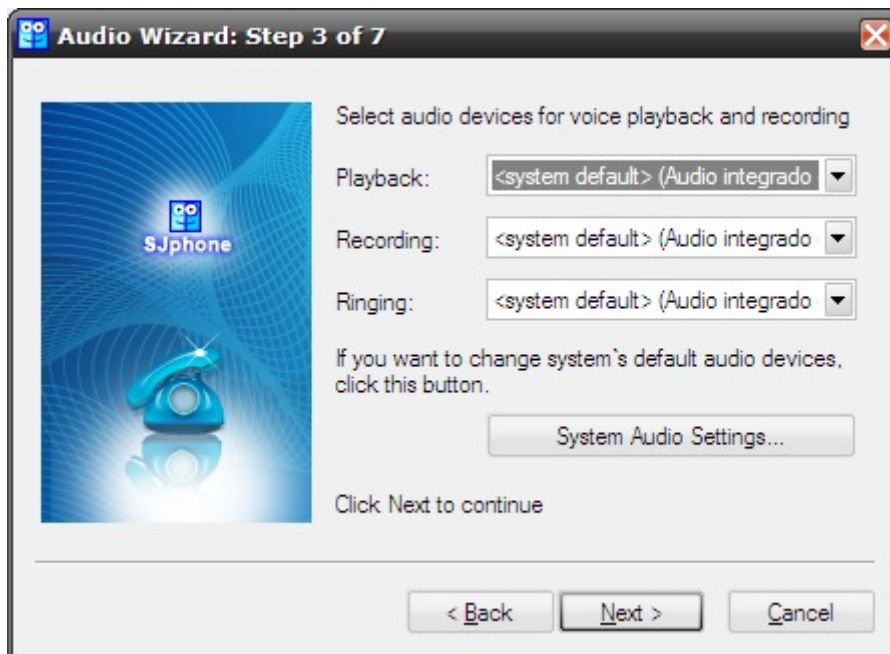 Audio Wizard: Step 3 of 7
SJphone
Select audio devices for voice playback and recording
Playback: <system default> (Audio integrado
Recording: <system default> (Audio integrado
Ringing: <system default> (Audio integrado
If you want to change system`s default audio devices,
click this button.
System Audio Settings...
Click Next to continue
< Back Next > Cancel